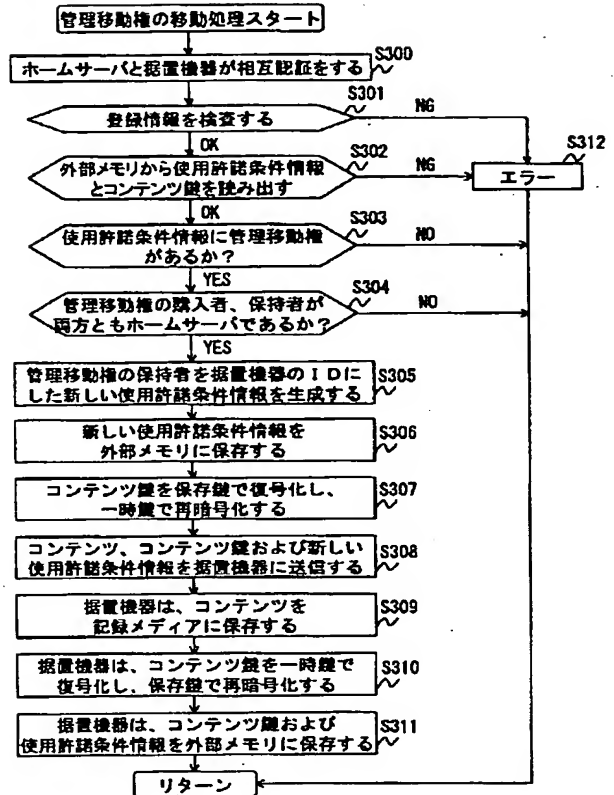 管理移動権の移動処理スタート
S300
ホームサーバと据置機器が相互認証をする
S301
登録情報を検査する
NG
OK
S302
外部メモリから使用許諾条件情報
とコンテンツ鍵を読み出す
NG
S312
エラー
OK
S303
使用許諾条件情報に管理移動権
があるか?
NO
YES
S304
管理移動権の購入者、保持者が
両方ともホームサーバであるか?
NO
YES
管理移動権の保持者を据置機器のIDに
した新しい使用許諾条件情報を生成する
S305
新しい使用許諾条件情報を
外部メモリに保存する
S306
コンテンツ鍵を保存鍵で復号化し、
一時鍵で再暗号化する
S307
コンテンツ、コンテンツ鍵および新しい
使用許諾条件情報を据置機器に送信する
S308
据置機器は、コンテンツを
記録メディアに保存する
S309
据置機器は、コンテンツ鍵を一時鍵で
復号化し、保存鍵で再暗号化する
S310
据置機器は、コンテンツ鍵および
使用許諾条件情報を外部メモリに保存する
S311
リターン